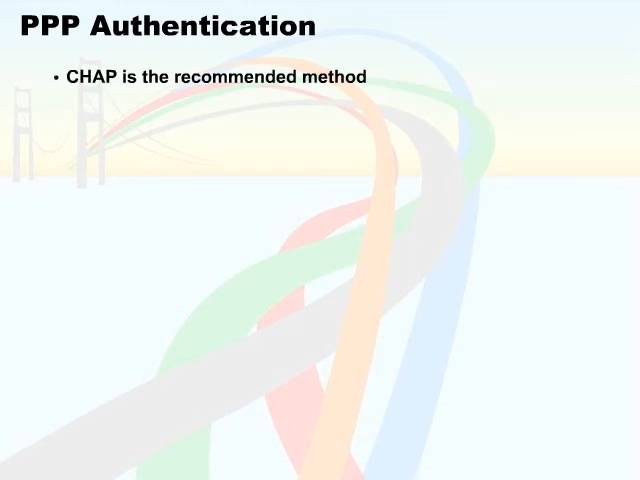 PPP Authentication
• CHAP is the recommended method